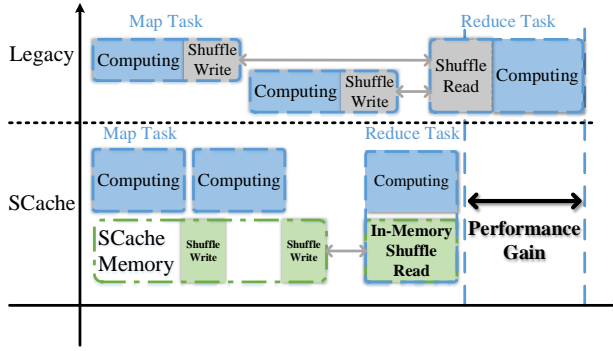 Map Task
Reduce Task
Legacy
Computing
Shuffle
Write
Shuffle
Read
Computing
Computing
Shuffle
Write
Map Task
Reduce Task
SCache
Computing
Computing
Computing
SCache
Memory
Shuffle
Write
Shuffle
Write
In-Memory
Shuffle
Read
Performance
Gain